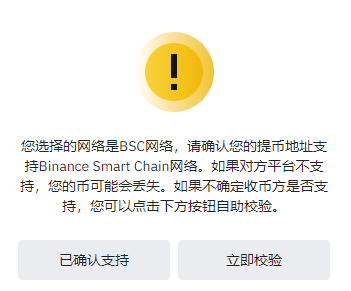 您选择的网络是BSC网络，请确认您的提币地址支
持Binance Smart Chain网络。如果对方平台不支
持，您的币可能会丢失。如果不确定收币方是否支
持，您可以点击下方按钮自助校验。
已确认支持
立即校验